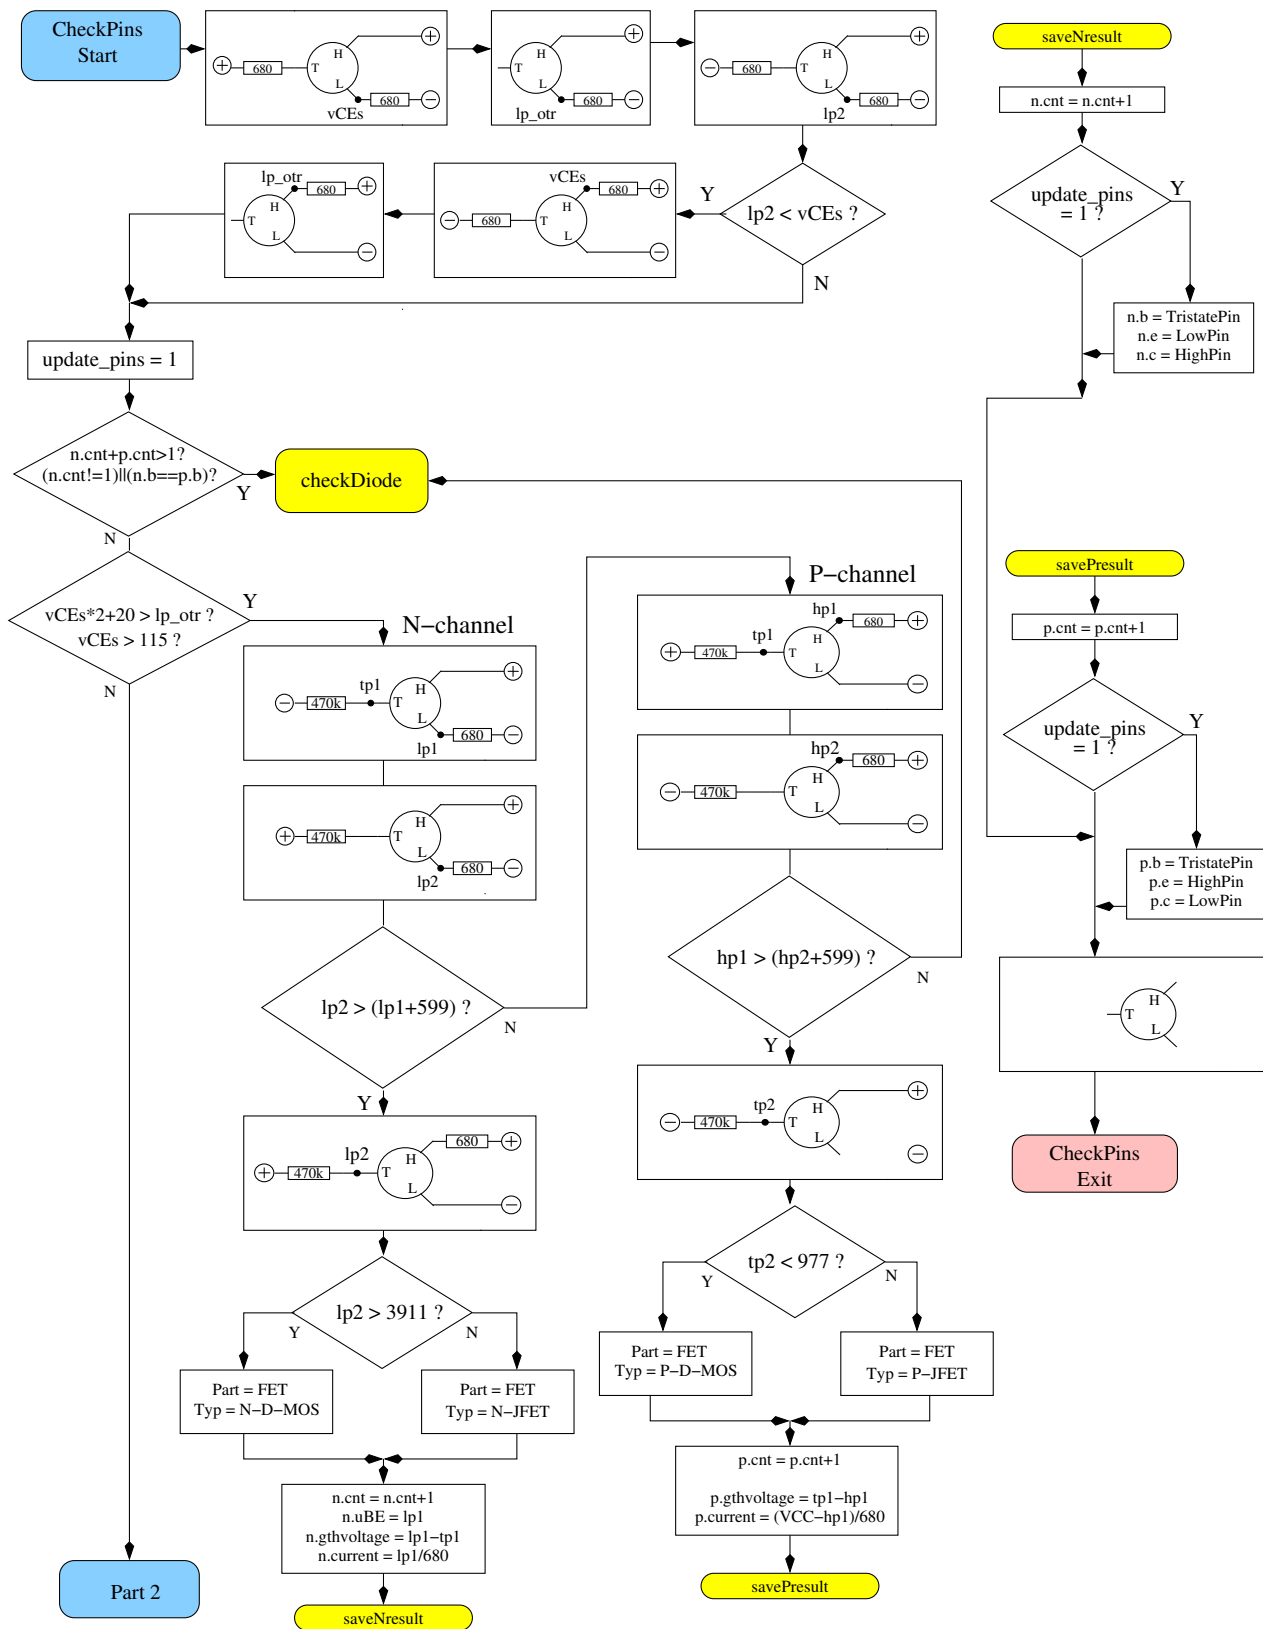 CheckPins
Start
+
680
T
H
L
+
vCEs
680
−
T
H
L
+
lp_otr
680
−
−
680
T
H
L
+
lp2
680
−
saveNresult
n.cnt = n.cnt+1
update_pins
= 1 ?
Y
n.b = TristatePin
n.e = LowPin
n.c = HighPin
lp_otr
680
+
T
H
L
−
vCEs
680
+
−
680
T
H
L
−
Y
lp2 < vCEs ?
N
update_pins = 1
n.cnt+p.cnt>1?
(n.cnt!=1)||(n.b==p.b)?
Y
N
checkDiode
vCEs*2+20 > lp_otr ?
vCEs > 115 ?
Y
N
N−channel
−
470k
tp1
T
H
L
+
lp1
680
−
+
470k
T
H
L
+
lp2
680
−
lp2 > (lp1+599) ?
N
Y
+
470k
lp2
T
H
L
680
+
−
lp2 > 3911 ?
Y
N
Part = FET
Typ = N−D−MOS
Part = FET
Typ = N−JFET
n.cnt = n.cnt+1
n.uBE = lp1
n.gthvoltage = lp1−tp1
n.current = lp1/680
saveNresult
Part 2
P−channel
+
470k
tp1
T
H
L
hp1
680
+
−
−
470k
T
H
L
hp2
680
+
−
hp1 > (hp2+599) ?
N
Y
−
470k
tp2
T
H
L
+
−
tp2 < 977 ?
Y
N
Part = FET
Typ = P−D−MOS
Part = FET
Typ = P−JFET
p.cnt = p.cnt+1
p.gthvoltage = tp1−hp1
p.current = (VCC−hp1)/680
savePresult
savePresult
p.cnt = p.cnt+1
update_pins
= 1 ?
Y
p.b = TristatePin
p.e = HighPin
p.c = LowPin
T
H
L
CheckPins
Exit